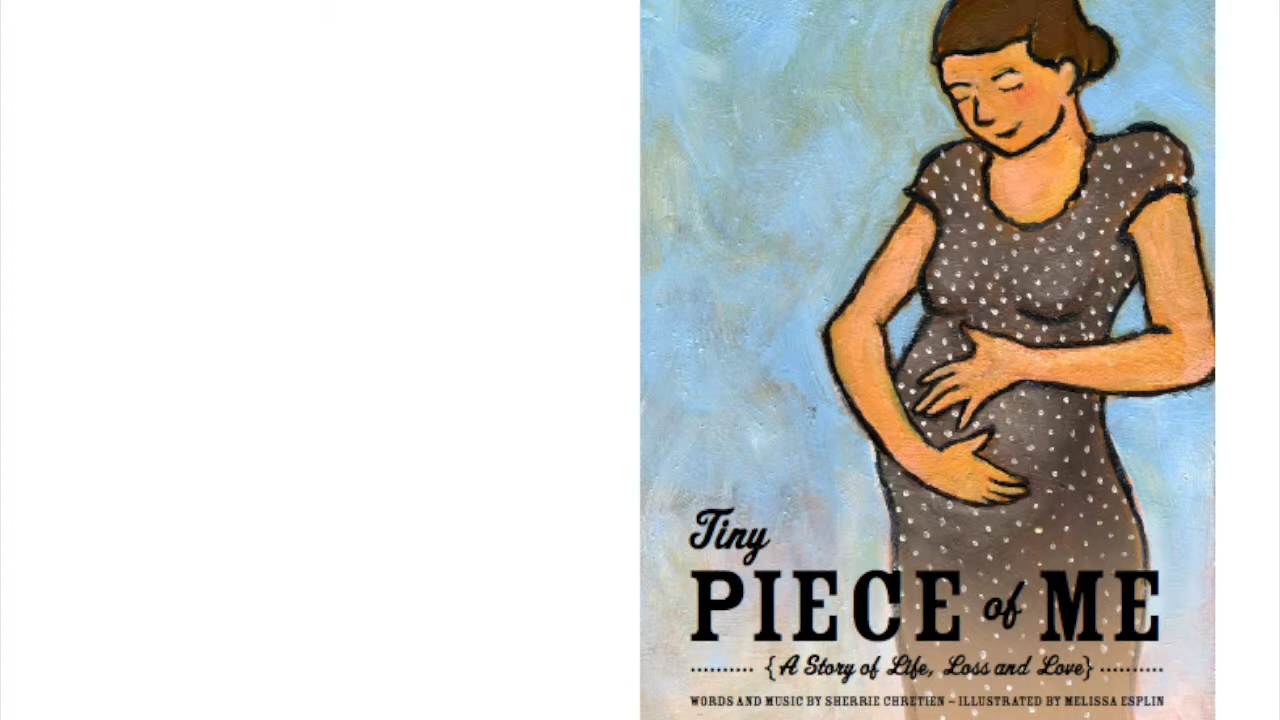 Tiny
PIECE of ME
{A Story of Life, Loss and Love}
WORDS AND MUSIC BY SHERRIE CHRETIEN ~ ILLUSTRATED BY MELISSA ESPLIN